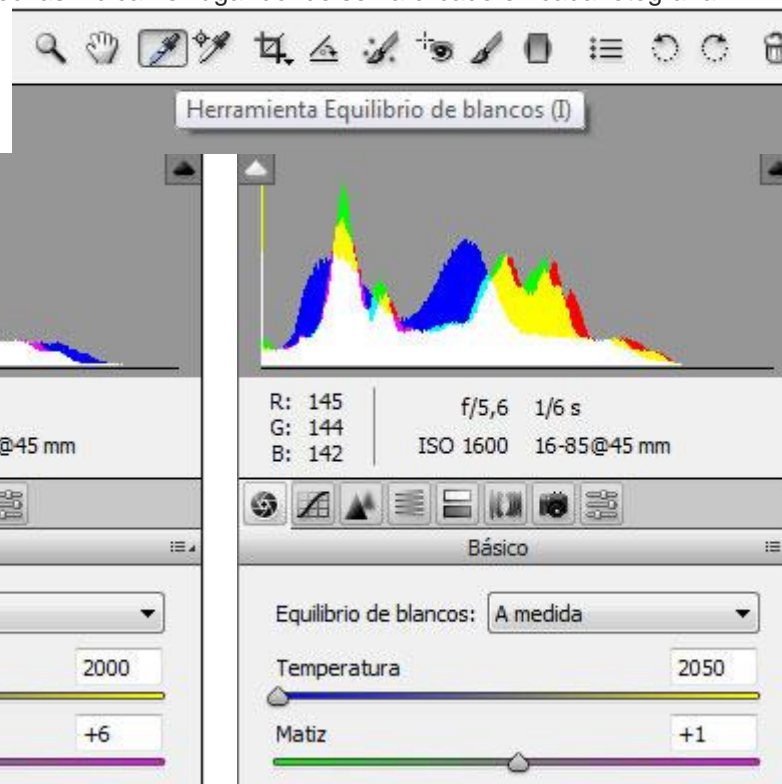 Herramienta Equilibrio de blancos (I)
@45 mm
2000
+6
R: 145
G: 144
B: 142
f/5,6 1/6 s
ISO 1600 16-85@45 mm
Básico
Equilibrio de blancos: A medida
Temperatura 2050
Matiz +1